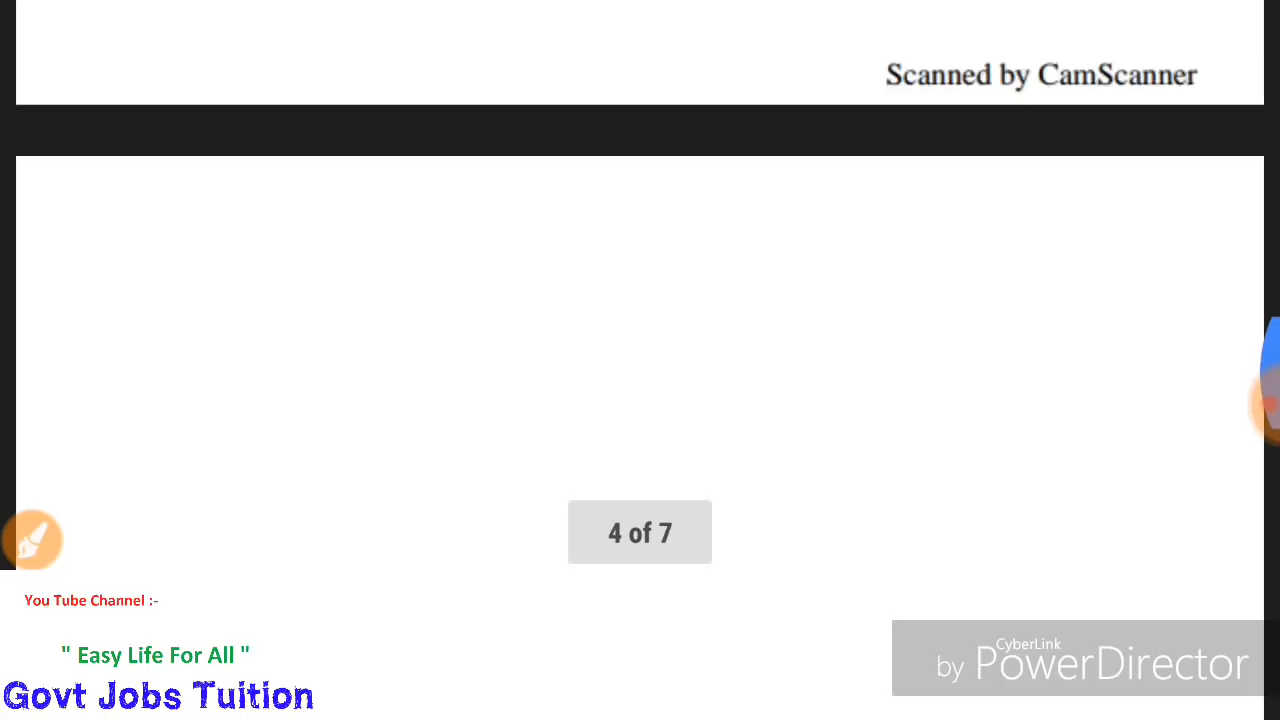 Scanned by CamScanner
4 of 7
You Tube Channel :-
" Easy Life For All "
Govt Jobs Tuition
CyberLink
by PowerDirector